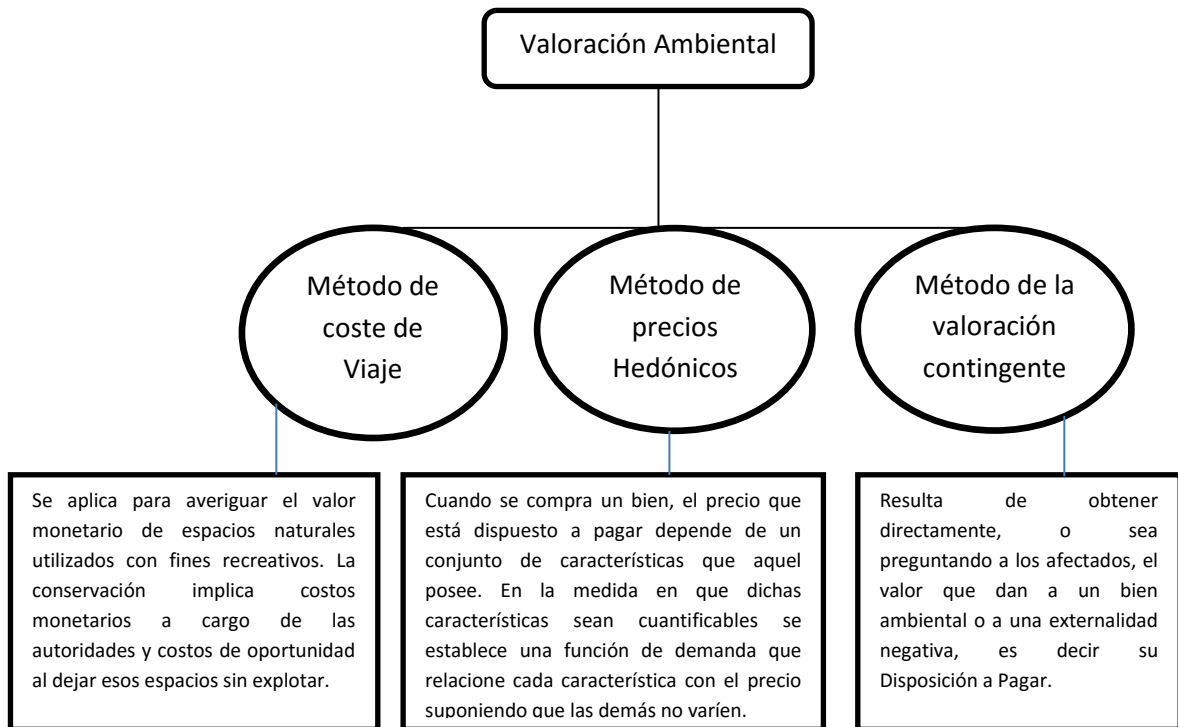 Valoración Ambiental
Método de
coste de
Viaje
Método de
precios
Hedónicos
Método de la
valoración
contingente
Se aplica para averiguar el valor
monetario de espacios naturales
utilizados con fines recreativos. La
conservación implica costos
monetarios a cargo de las
autoridades y costos de oportunidad
al dejar esos espacios sin explotar.
Cuando se compra un bien, el precio que
está dispuesto a pagar depende de un
conjunto de características que aquel
posee. En la medida en que dichas
características sean cuantificables se
establece una función de demanda que
relacione cada característica con el precio
suponiendo que las demás no varíen.
Resulta de obtener
directamente, o sea
preguntando a los afectados, el
valor que dan a un bien
ambiental o a una externalidad
negativa, es decir su
Disposición a Pagar.